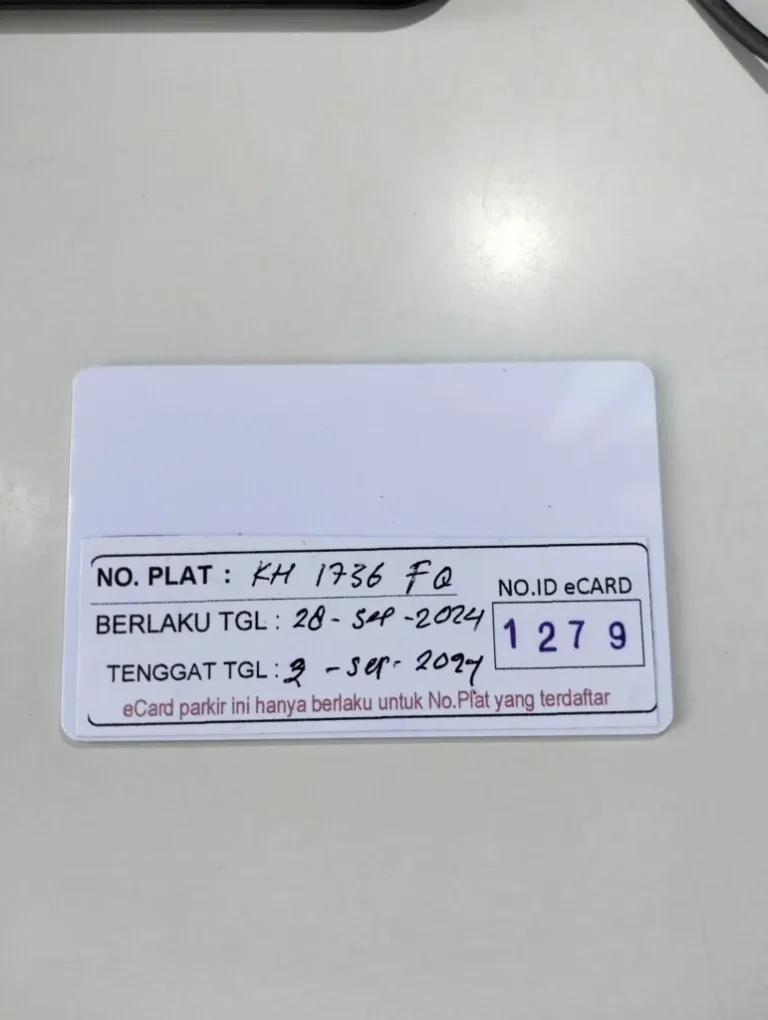 NO. PLAT : KH 1736 FQ
NO.ID eCARD
BERLAKU TGL : 28 - Sep - 2024
1 2 7 9
TENGGAT TGL : - Sep - 2024
eCard parkir ini hanya berlaku untuk No.Plat yang terdaftar